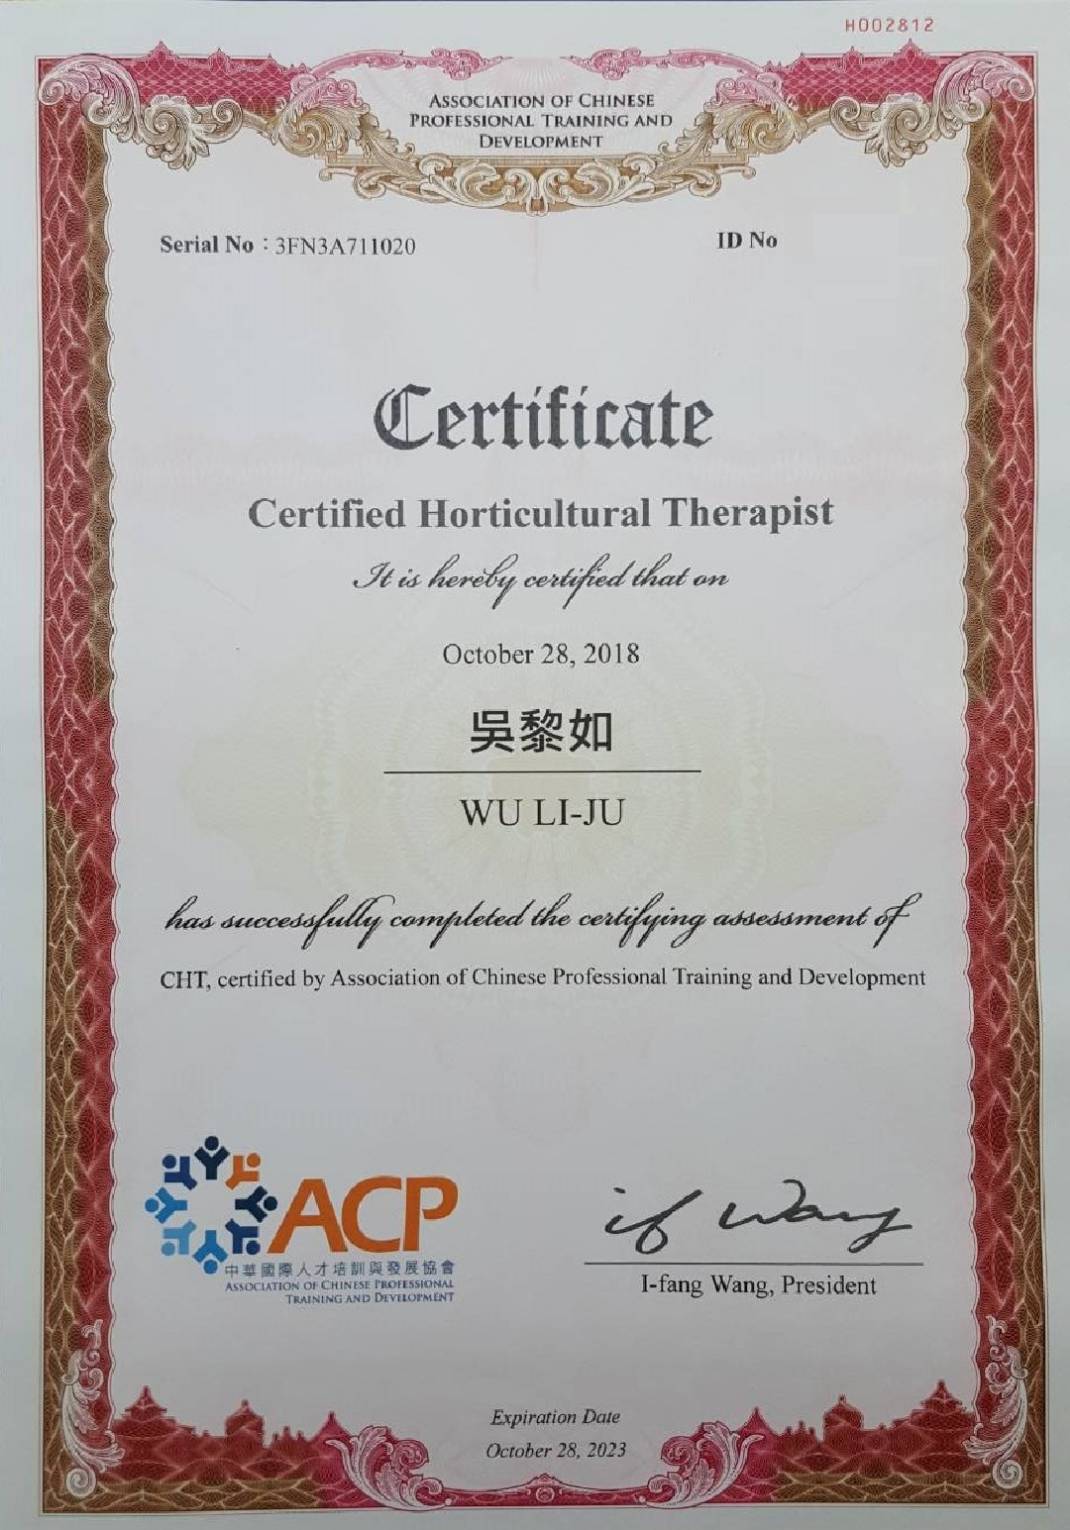 H002812
ASSOCIATION OF CHINESE
PROFESSIONAL TRAINING AND
DEVELOPMENT
Serial No：3FN3A711020
ID No
Certificate
Certified Horticultural Therapist
It is hereby certified that on
October 28, 2018
吳黎如
WU LI-JU
has successfully completed the certifying assessment of
CHT, certified by Association of Chinese Professional Training and Development
ACP
中華國際人才培訓與發展協會
ASSOCIATION OF CHINESE PROFESSIONAL
TRAINING AND DEVELOPMENT
if Wang
I-fang Wang, President
Expiration Date
October 28, 2023